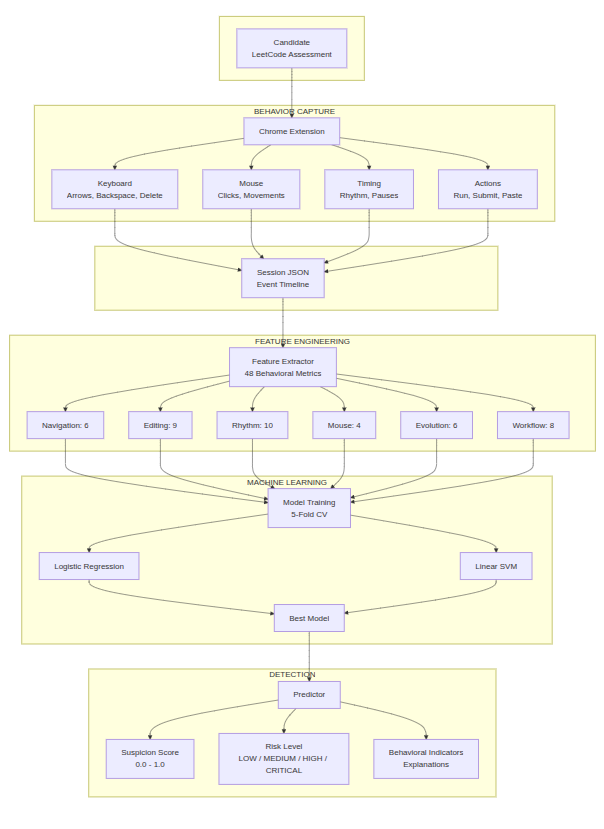 Candidate
LeetCode Assessment
BEHAVIOR CAPTURE
Chrome Extension
Keyboard
Arrows, Backspace, Delete
Mouse
Clicks, Movements
Timing
Rhythm, Pauses
Actions
Run, Submit, Paste
Session JSON
Event Timeline
FEATURE ENGINEERING
Feature Extractor
48 Behavioral Metrics
Navigation: 6
Editing: 9
Rhythm: 10
Mouse: 4
Evolution: 6
Workflow: 8
MACHINE LEARNING
Model Training
5-Fold CV
Logistic Regression
Linear SVM
Best Model
DETECTION
Predictor
Suspicion Score
0.0 - 1.0
Risk Level
LOW / MEDIUM / HIGH /
CRITICAL
Behavioral Indicators
Explanations